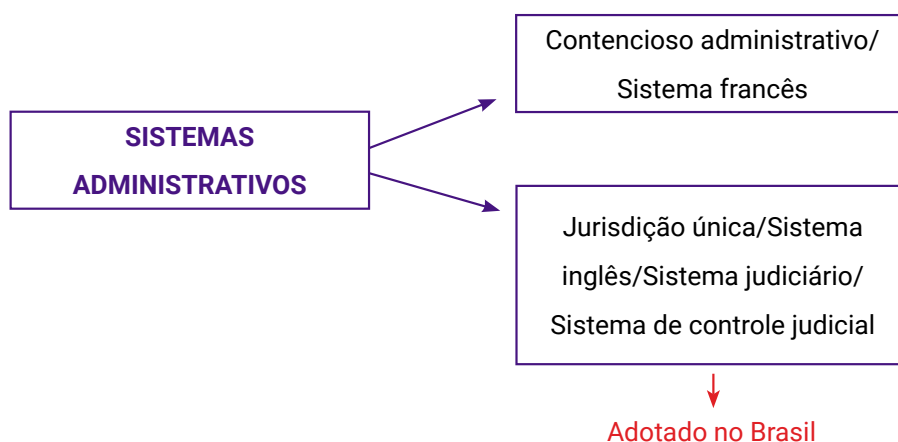 SISTEMAS
ADMINISTRATIVOS
Contencioso administrativo/
Sistema francês
Jurisdição única/Sistema
inglês/Sistema judiciário/
Sistema de controle judicial
Adotado no Brasil